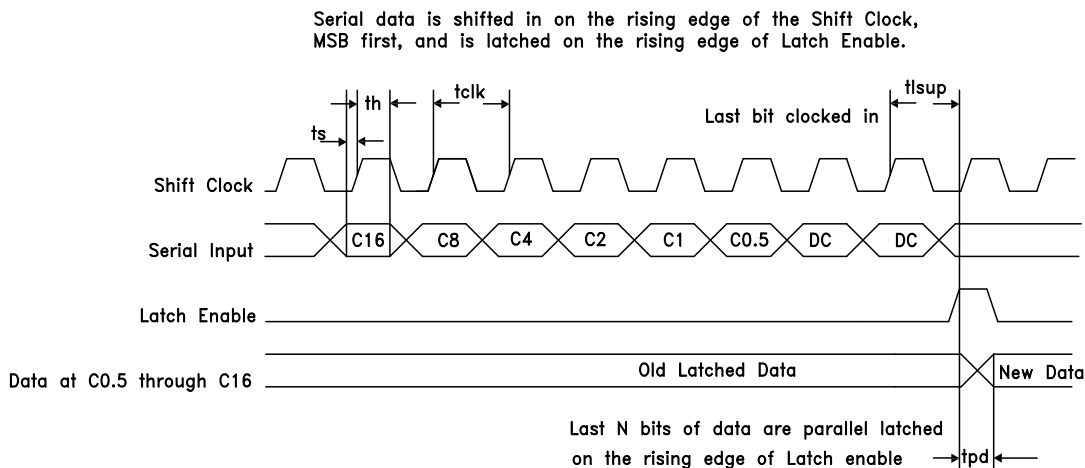 Serial data is shifted in on the rising edge of the Shift Clock,
MSB first, and is latched on the rising edge of Latch Enable.
th
tclk
tlsup
ts
Last bit clocked in
Shift Clock
Serial Input
C16
C8
C4
C2
C1
C0.5
DC
DC
Latch Enable
Data at C0.5 through C16
Old Latched Data
New Data
Last N bits of data are parallel latched
on the rising edge of Latch enable
tpd